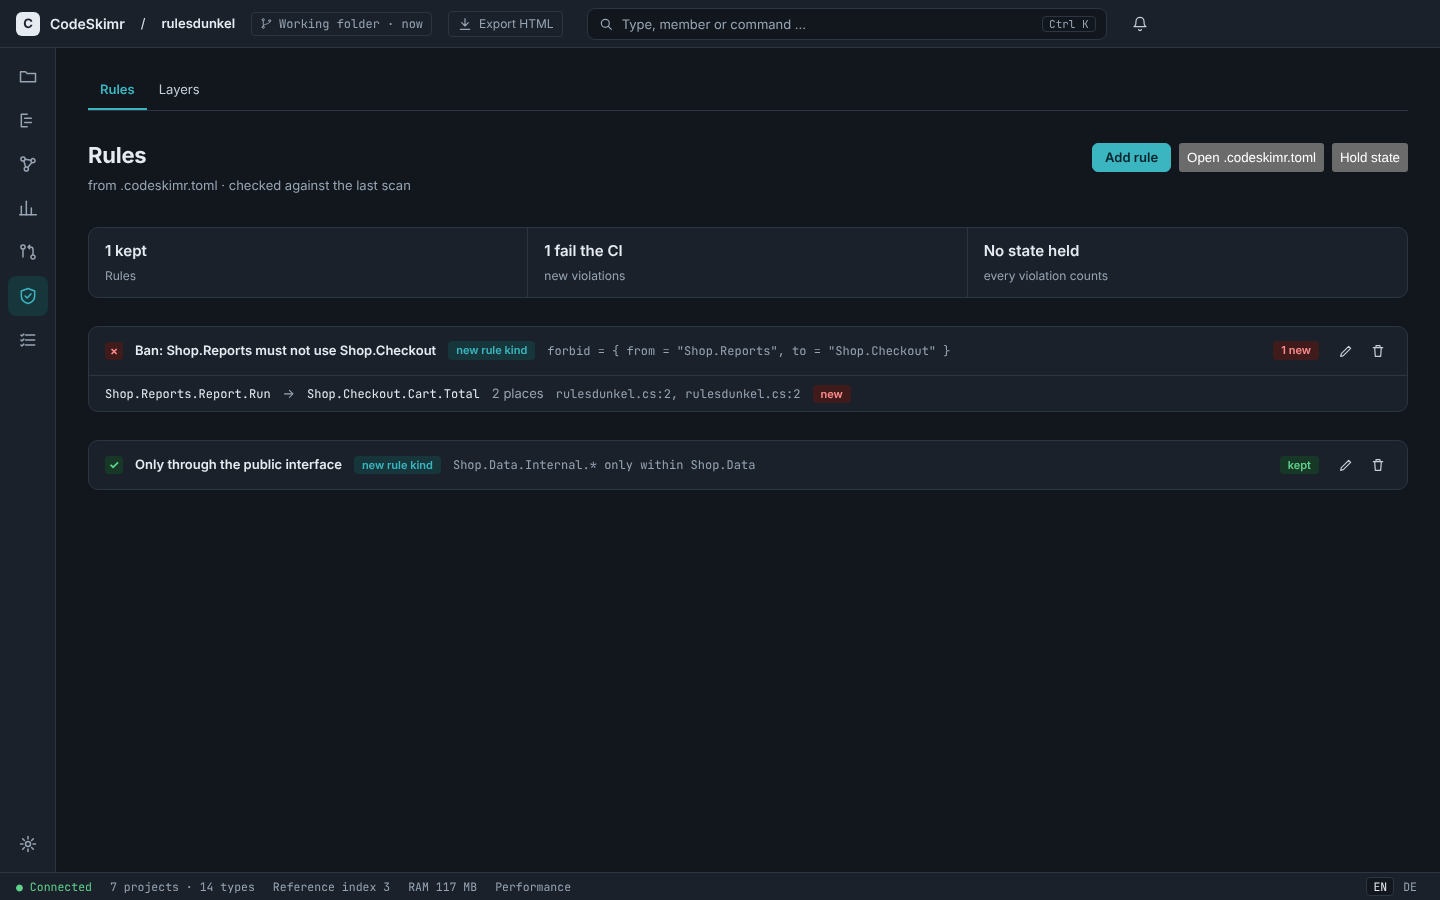 C CodeSkimr / rulesdunkel Working folder · now Export HTML Type, member or command ... Ctrl K
Rules Layers
Rules
Add rule Open .codeskimr.toml Hold state
from .codeskimr.toml · checked against the last scan
1 kept 1 fail the CI No state held
Rules new violations every violation counts
Ban: Shop.Reports must not use Shop.Checkout new rule kind forbid = { from = "Shop.Reports", to = "Shop.Checkout" } 1 new
Shop.Reports.Report.Run → Shop.Checkout.Cart.Total 2 places rulesdunkel.cs:2, rulesdunkel.cs:2 new
Only through the public interface new rule kind Shop.Data.Internal.* only within Shop.Data kept
Connected 7 projects · 14 types Reference index 3 RAM 117 MB Performance EN DE